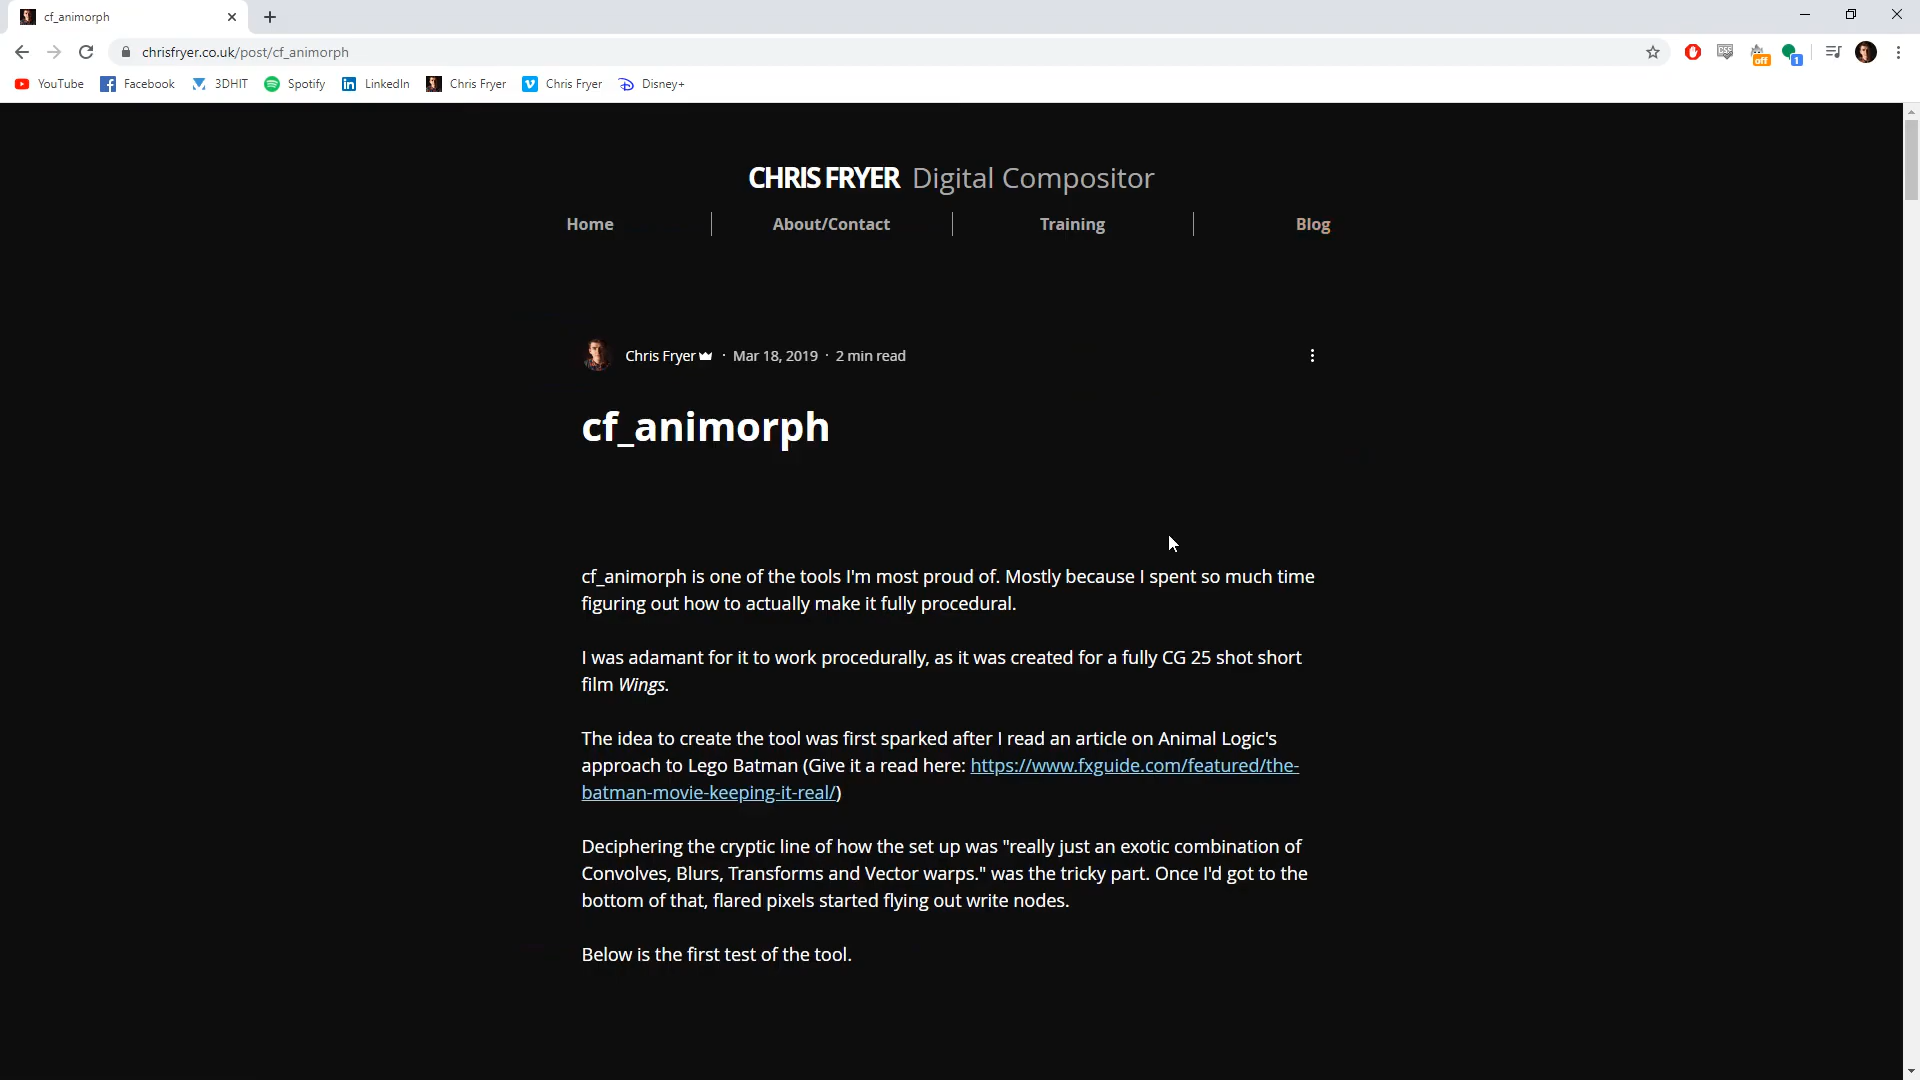 cf_animorph
chrisfryer.co.uk/post/cf_animorph
off
1
YouTube
Facebook
3DHIT
Spotify
LinkedIn
Chris Fryer
Chris Fryer
Disney+
CHRIS FRYER Digital Compositor
Home
About/Contact
Training
Blog
Chris Fryer · Mar 18, 2019 · 2 min read
cf_animorph
cf_animorph is one of the tools I'm most proud of. Mostly because I spent so much time
figuring out how to actually make it fully procedural.
I was adamant for it to work procedurally, as it was created for a fully CG 25 shot short
film Wings.
The idea to create the tool was first sparked after I read an article on Animal Logic's
approach to Lego Batman (Give it a read here: https://www.fxguide.com/featured/the-
batman-movie-keeping-it-real/)
Deciphering the cryptic line of how the set up was "really just an exotic combination of
Convolves, Blurs, Transforms and Vector warps." was the tricky part. Once I'd got to the
bottom of that, flared pixels started flying out write nodes.
Below is the first test of the tool.